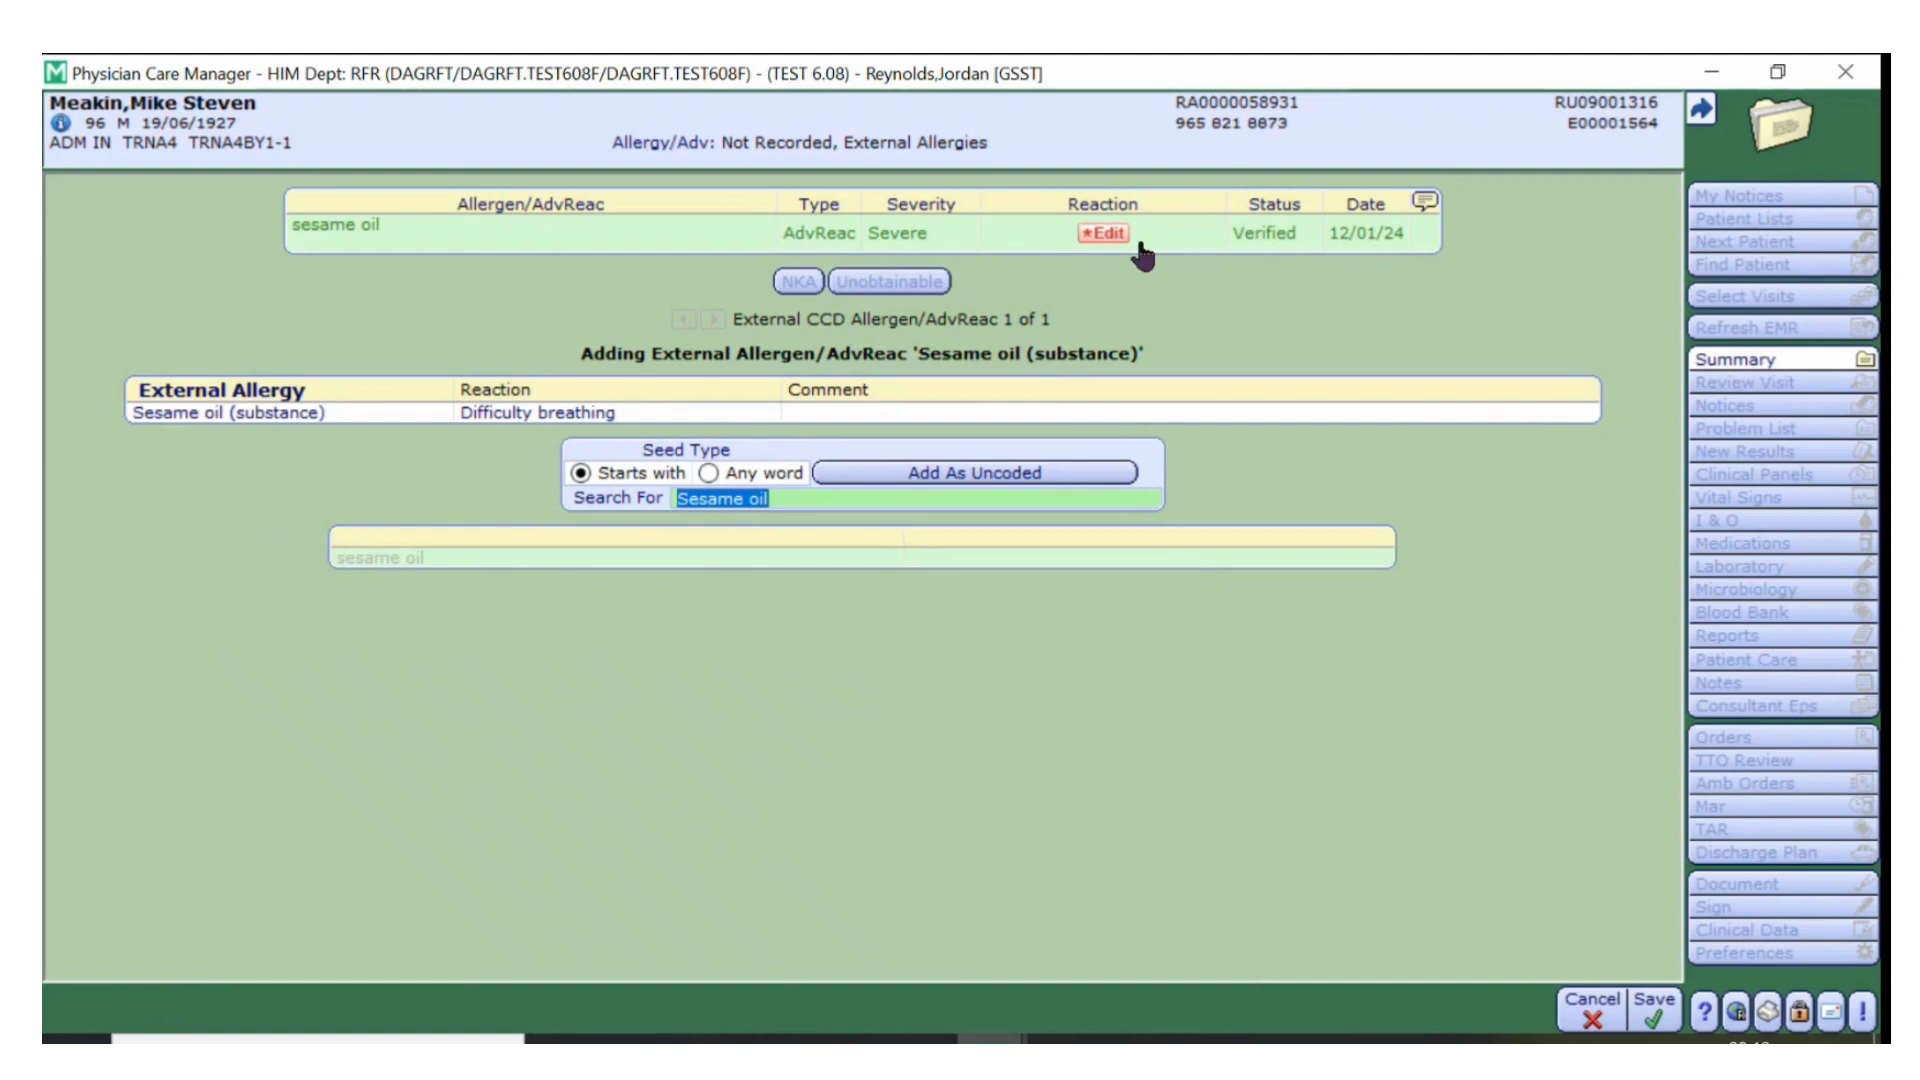 Physician Care Manager - HIM Dept: RFR (DAGRFT/DAGRFT.TEST608F/DAGRFT.TEST608F) - (TEST 6.08) - Reynolds,Jordan [GSST]
Meakin,Mike Steven RA0000058931 RU09001316
96 M 19/06/1927 965 821 8873 E00001564
ADM IN TRNA4 TRNA4BY1-1 Allergy/Adv: Not Recorded, External Allergies
Allergen/AdvReac Type Severity Reaction Status Date
sesame oil AdvReac Severe *Edit Verified 12/01/24
NKA Unobtainable
External CCD Allergen/AdvReac 1 of 1
Adding External Allergen/AdvReac 'Sesame oil (substance)'
External Allergy Reaction Comment
Sesame oil (substance) Difficulty breathing
Seed Type
Starts with Any word Add As Uncoded
Search For Sesame oil
sesame oil
My Notices
Patient Lists
Next Patient
Find Patient
Select Visits
Refresh EMR
Summary
Review Visit
Notices
Problem List
New Results
Clinical Panels
Vital Signs
I & O
Medications
Laboratory
Microbiology
Blood Bank
Reports
Patient Care
Notes
Consultant Eps
Orders
TTO Review
Amb Orders
Mar
TAR
Discharge Plan
Document
Sign
Clinical Data
Preferences
Cancel Save
? !